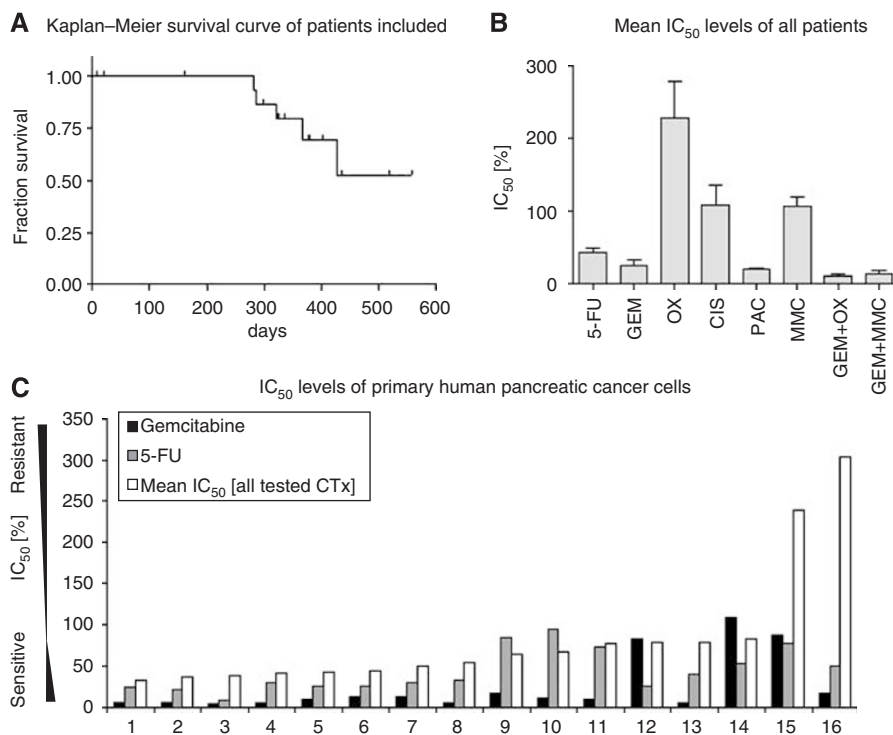 A Kaplan–Meier survival curve of patients included
1.00
0.75
0.50
0.25
0.00
Fraction survival
0 100 200 300 400 500 600
days
B Mean IC50 levels of all patients
300
200
100
0
IC50 [%]
5-FU
GEM
OX
CIS
PAC
MMC
GEM+OX
GEM+MMC
C IC50 levels of primary human pancreatic cancer cells
Resistant
IC50 [%]
Sensitive
350
300
250
200
150
100
50
0
Gemcitabine
5-FU
Mean IC50 [all tested CTx]
1 2 3 4 5 6 7 8 9 10 11 12 13 14 15 16